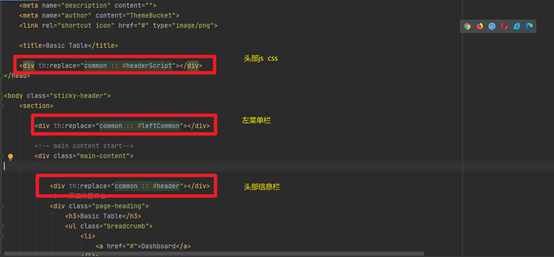 <meta name="description" content="">
<meta name="author" content="ThemeBucket">
<link rel="shortcut icon" href="#" type="image/png">
<title>Basic Table</title>
<div th:replace="common :: #headerScript"></div>
头部js css
</head>
<body class="sticky-header">
<section>
<div th:replace="common :: #leftCommon"></div>
左菜单栏
<!-- main content start-->
<div class="main-content">
<div th:replace="common :: #header"></div>
头部信息栏
<div class="page-heading">
<h3>Basic Table</h3>
<ul class="breadcrumb">
<li>
<a href="#">Dashboard</a>